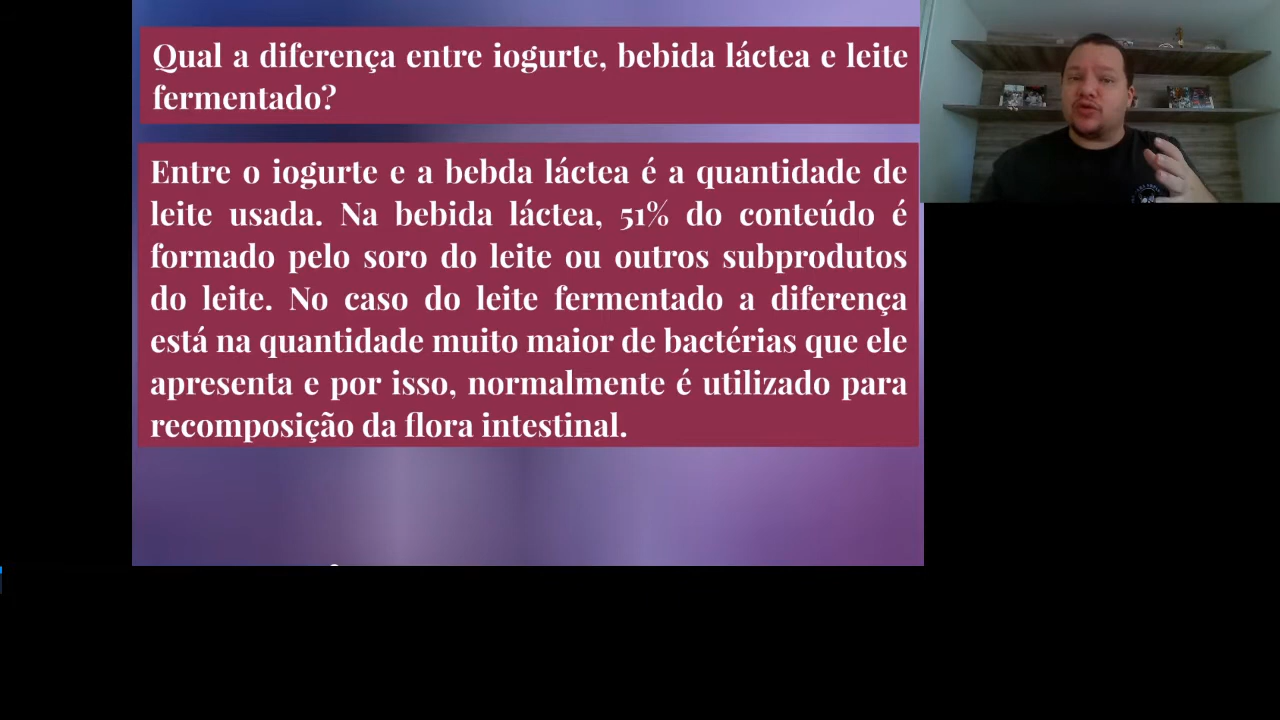 Qual a diferença entre iogurte, bebida láctea e leite
fermentado?
Entre o iogurte e a bebda láctea é a quantidade de
leite usada. Na bebida láctea, 51% do conteúdo é
formado pelo soro do leite ou outros subprodutos
do leite. No caso do leite fermentado a diferença
está na quantidade muito maior de bactérias que ele
apresenta e por isso, normalmente é utilizado para
recomposição da flora intestinal.